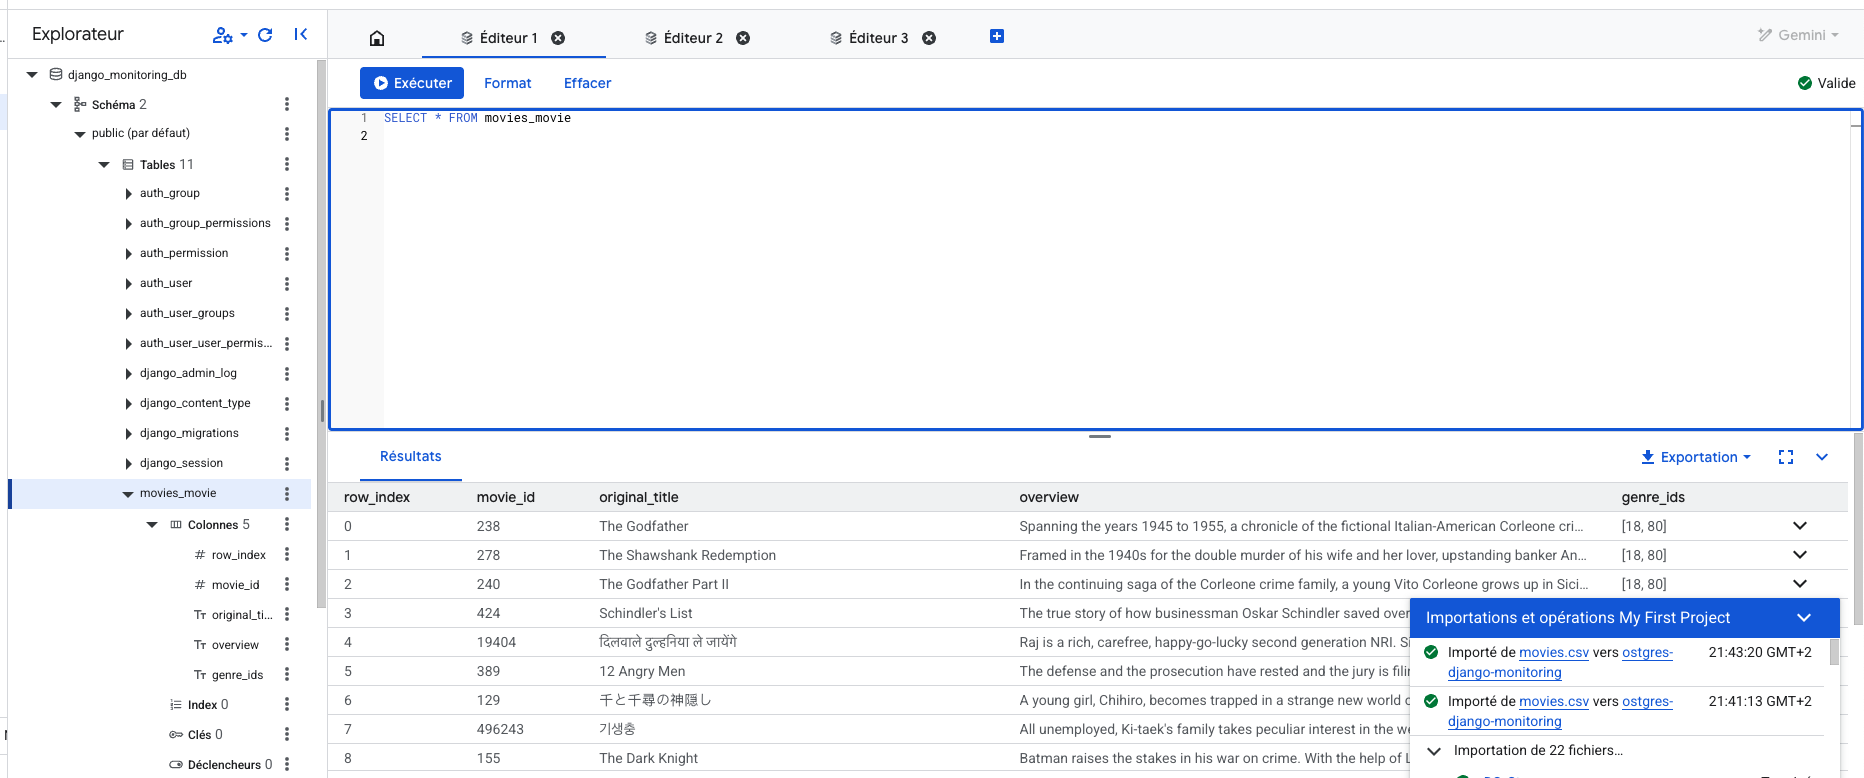 Explorateur
django_monitoring_db
Schéma 2
public (par défaut)
Tables 11
auth_group
auth_group_permissions
auth_permission
auth_user
auth_user_groups
auth_user_user_permis...
django_admin_log
django_content_type
django_migrations
django_session
movies_movie
Colonnes 5
row_index
movie_id
original_ti...
overview
genre_ids
Index 0
Clés 0
Déclencheurs 0
Éditeur 1
Éditeur 2
Éditeur 3
Gemini
Exécuter
Format
Effacer
Valide
1 SELECT * FROM movies_movie
2
Résultats
Exportation
row_index movie_id original_title overview genre_ids
0 238 The Godfather Spanning the years 1945 to 1955, a chronicle of the fictional Italian-American Corleone cri... [18, 80]
1 278 The Shawshank Redemption Framed in the 1940s for the double murder of his wife and her lover, upstanding banker An... [18, 80]
2 240 The Godfather Part II In the continuing saga of the Corleone crime family, a young Vito Corleone grows up in Sici... [18, 80]
3 424 Schindler's List The true story of how businessman Oskar Schindler saved over
4 19404 दिलवाले दुल्हनिया ले जायेंगे Raj is a rich, carefree, happy-go-lucky second generation NRI.
5 389 12 Angry Men The defense and the prosecution have rested and the jury is
6 129 千と千尋の神隠し A young girl, Chihiro, becomes trapped in a strange new world
7 496243 기생충 All unemployed, Ki-taek's family takes peculiar interest in the
8 155 The Dark Knight Batman raises the stakes in his war on crime. With the help of
Importations et opérations My First Project
Importé de movies.csv vers ostgres-
django-monitoring
21:43:20 GMT+2
Importé de movies.csv vers ostgres-
django-monitoring
21:41:13 GMT+2
Importation de 22 fichiers...